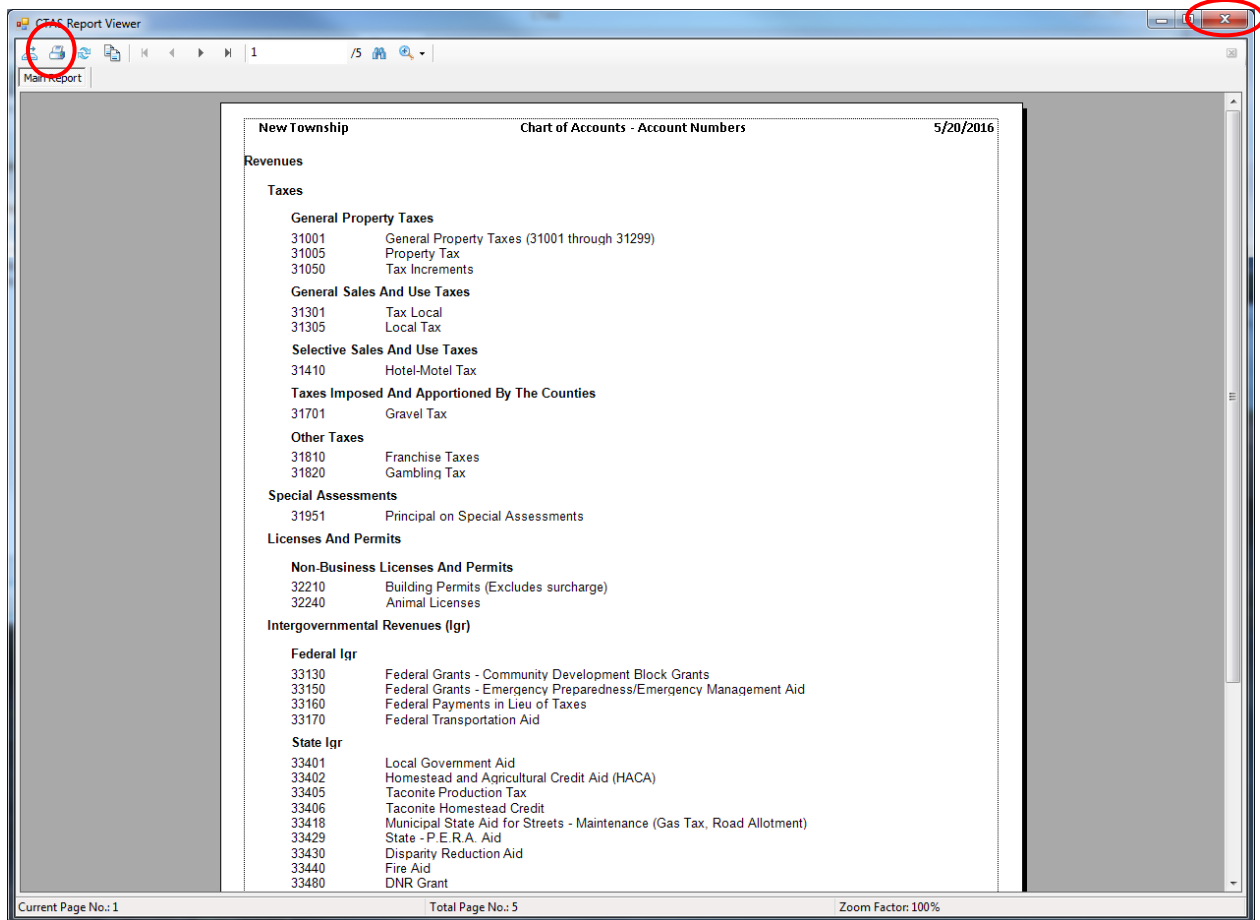 CTAS Report Viewer
1 /5
Main Report
New Township Chart of Accounts - Account Numbers 5/20/2016
Revenues
Taxes
General Property Taxes
31001 General Property Taxes (31001 through 31299)
31005 Property Tax
31050 Tax Increments
General Sales And Use Taxes
31301 Tax Local
31305 Local Tax
Selective Sales And Use Taxes
31410 Hotel-Motel Tax
Taxes Imposed And Apportioned By The Counties
31701 Gravel Tax
Other Taxes
31810 Franchise Taxes
31820 Gambling Tax
Special Assessments
31951 Principal on Special Assessments
Licenses And Permits
Non-Business Licenses And Permits
32210 Building Permits (Excludes surcharge)
32240 Animal Licenses
Intergovernmental Revenues (Igr)
Federal Igr
33130 Federal Grants - Community Development Block Grants
33150 Federal Grants - Emergency Preparedness/Emergency Management Aid
33160 Federal Payments in Lieu of Taxes
33170 Federal Transportation Aid
State Igr
33401 Local Government Aid
33402 Homestead and Agricultural Credit Aid (HACA)
33405 Taconite Production Tax
33406 Taconite Homestead Credit
33418 Municipal State Aid for Streets - Maintenance (Gas Tax, Road Allotment)
33429 State - P.E.R.A. Aid
33430 Disparity Reduction Aid
33440 Fire Aid
33480 DNR Grant
Current Page No.: 1 Total Page No.: 5 Zoom Factor: 100%